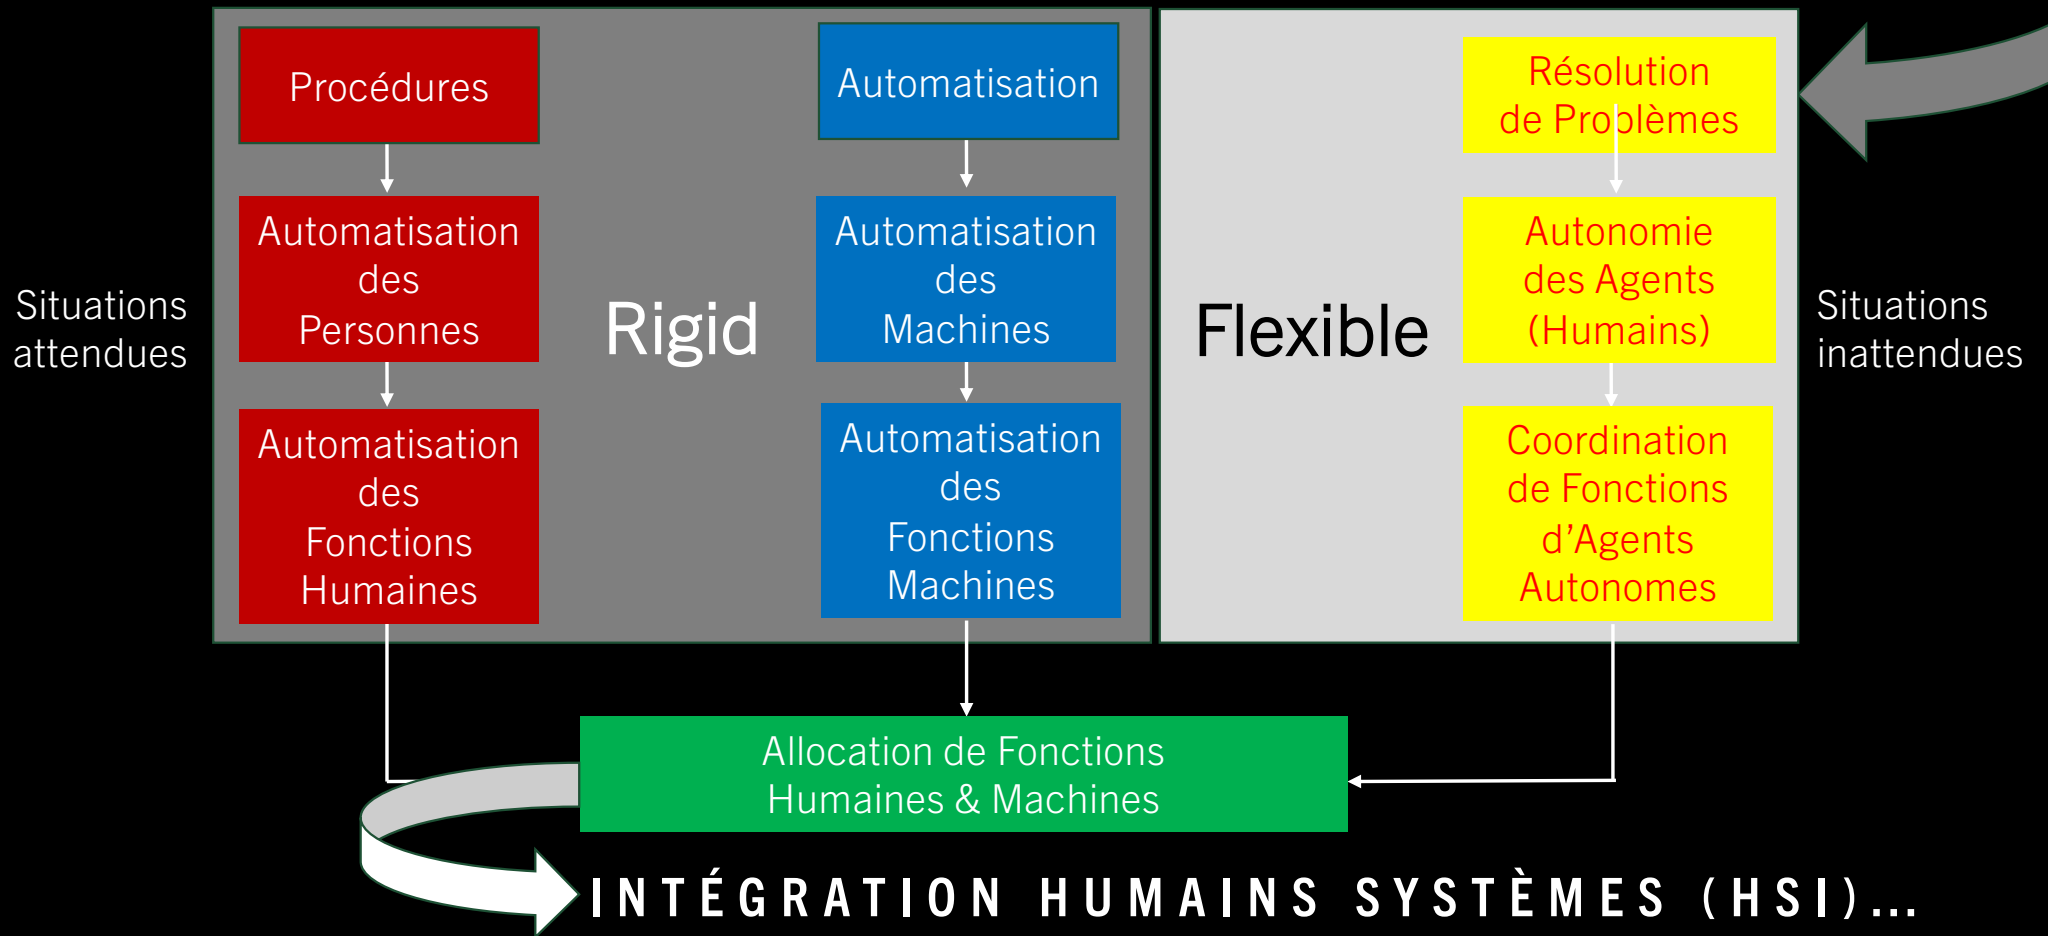 Procédures
Automatisation
des
Personnes
Automatisation
des
Fonctions
Humaines
Situations
attendues
Rigid
Automatisation
Automatisation
des
Machines
Automatisation
des
Fonctions
Machines
Flexible
Résolution
de Problèmes
Autonomie
des Agents
(Humains)
Coordination
de Fonctions
d’Agents
Autonomes
Situations
inattendues
Allocation de Fonctions
Humaines & Machines
INTÉGRATION HUMAINS SYSTÈMES (HSI)…